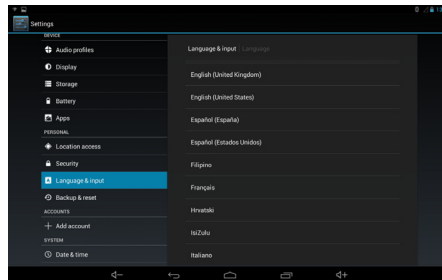 Settings
DEVICE
Audio profiles
Display
Storage
Battery
Apps
PERSONAL
Location access
Security
Language & input
Backup & reset
ACCOUNTS
Add account
SYSTEM
Date & time
Language & input Language
English (United Kingdom)
English (United States)
Español (España)
Español (Estados Unidos)
Filipino
Français
Hrvatski
IsiZulu
Italiano